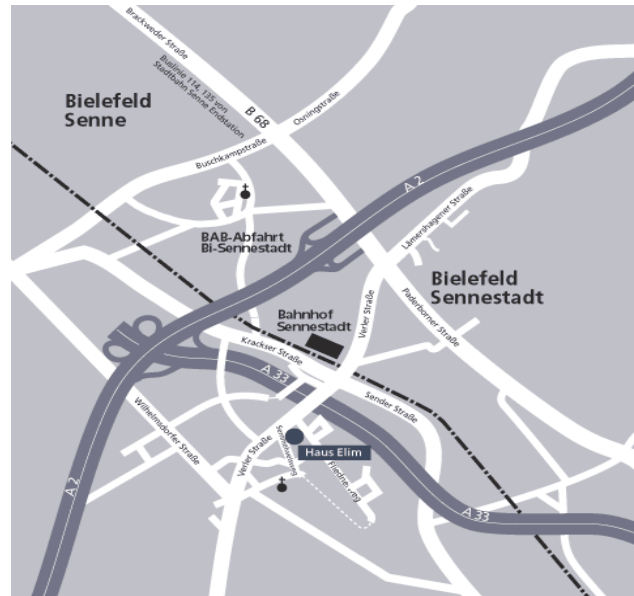 Brackweder Straße
Buslinie 114, 135 von
Stadtbahn Senne Endstation
B 68
Osningstraße
Bielefeld
Senne
Buschkampstraße
A 2
Lämershagener Straße
BAB-Abfahrt
Bi-Sennestadt
Bielefeld
Sennestadt
Bahnhof
Sennestadt
Verler Straße
Paderborner Straße
Krackser Straße
A 33
Sender Straße
Wilhelmsdorfer Straße
Verler Straße
Haus Elim
A 2
A 33